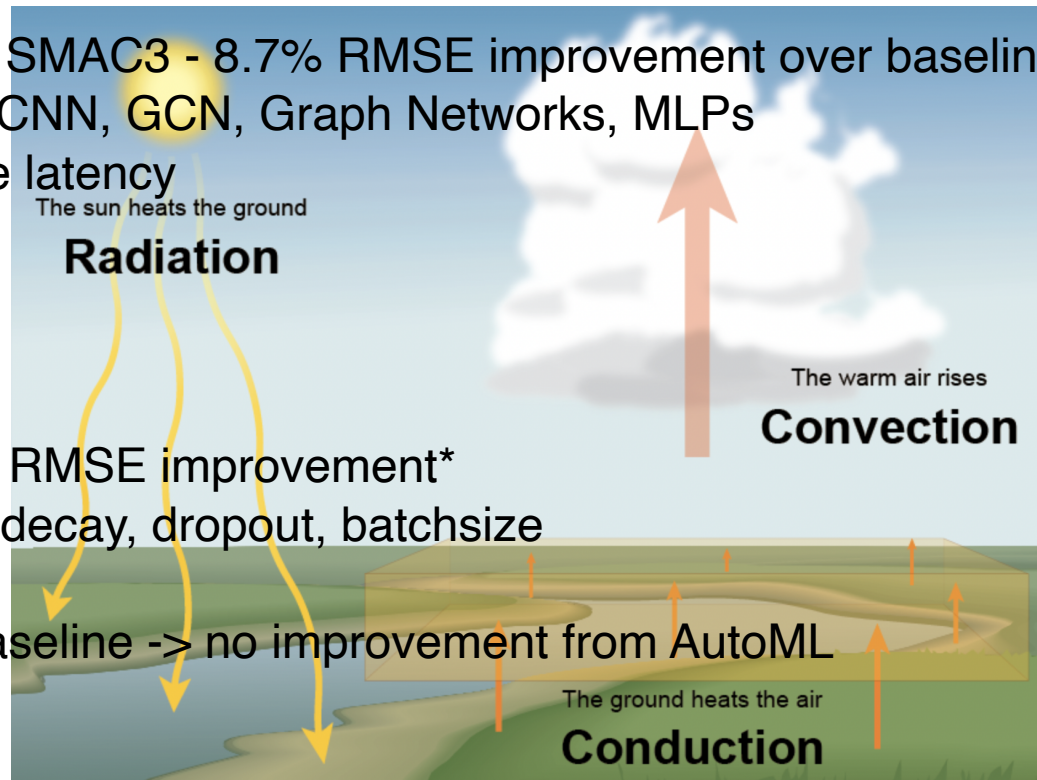 SMAC3 - 8.7% RMSE improvement over baselin
CNN, GCN, Graph Networks, MLPs
e latency
The sun heats the ground
Radiation
The warm air rises
Convection
RMSE improvement*
decay, dropout, batchsize
aseline -> no improvement from AutoML
The ground heats the air
Conduction